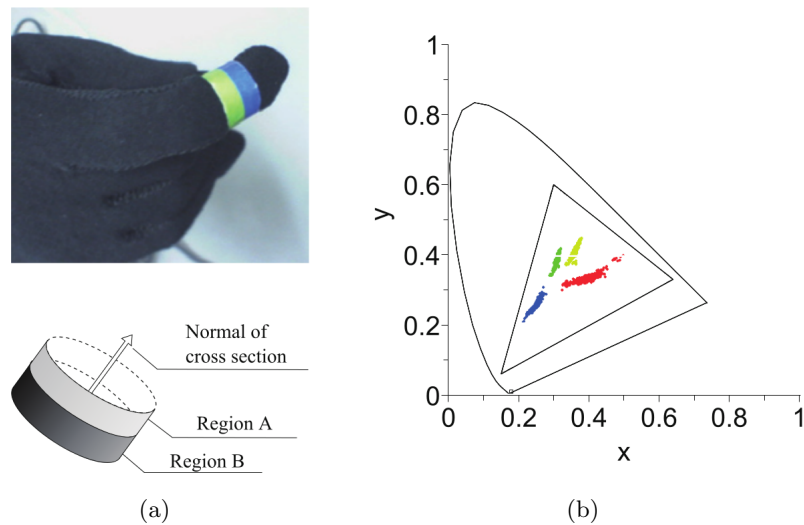 Normal of
cross section
Region A
Region B
(a)
1
0.8
0.6
0.4
0.2
0
y
0 0.2 0.4 0.6 0.8 1
x
(b)